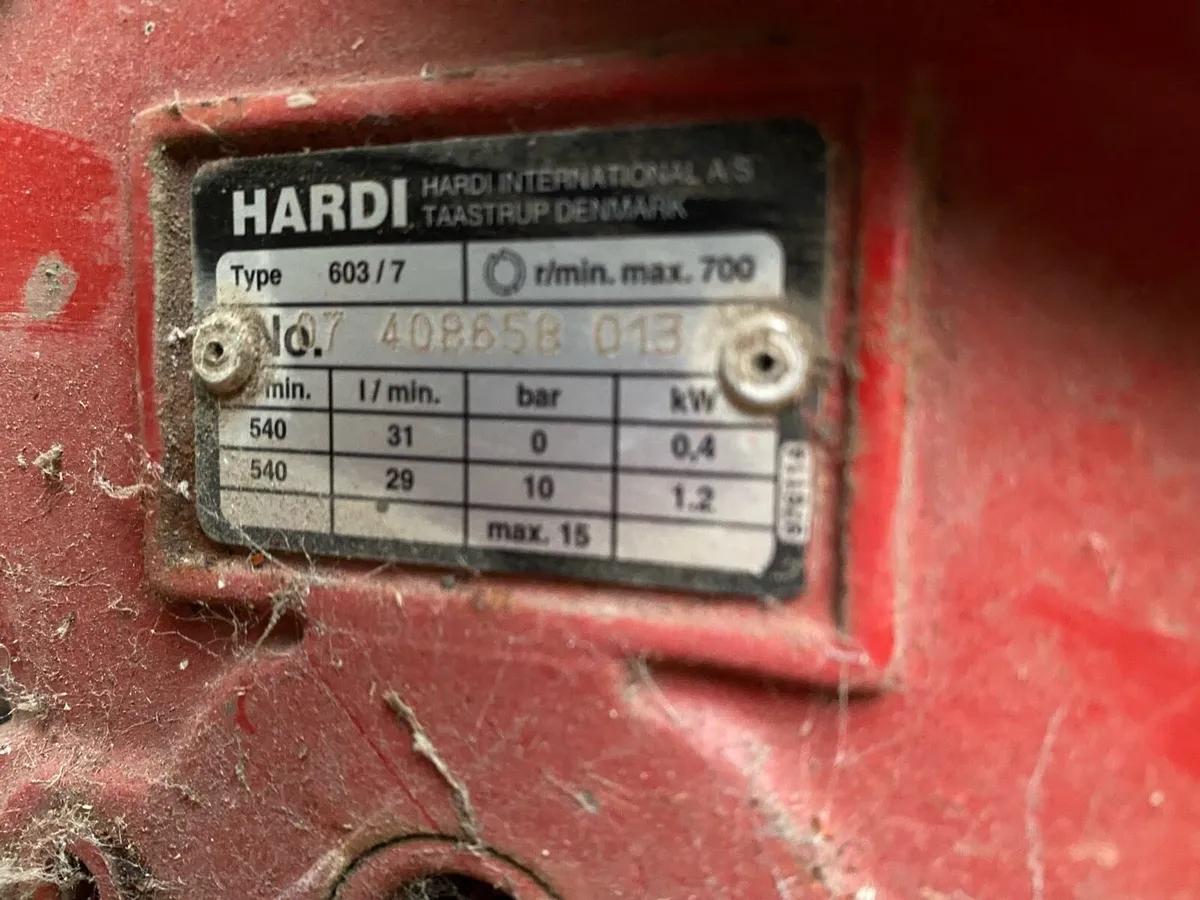 HARDI
HARDI INTERNATIONAL A/S
TAASTRUP DENMARK
Type 603 / 7
r/min. max. 700
No. 07 408658 013
min. l / min. bar kW
540 31 0 0,4
540 29 10 1.2
max. 15